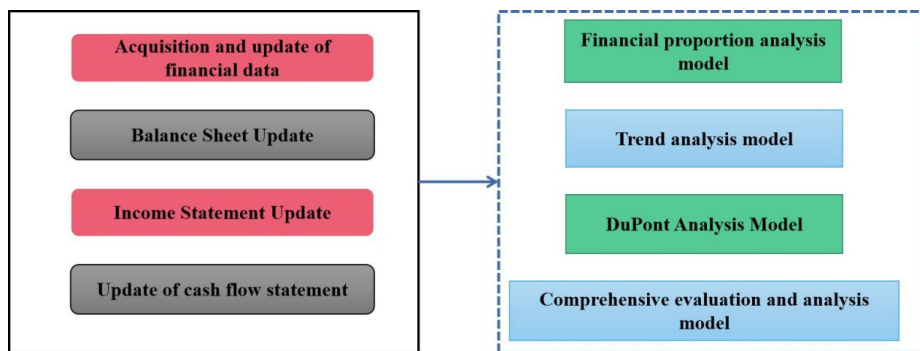 Acquisition and update of
financial data
Balance Sheet Update
Income Statement Update
Update of cash flow statement
Financial proportion analysis
model
Trend analysis model
DuPont Analysis Model
Comprehensive evaluation and analysis
model